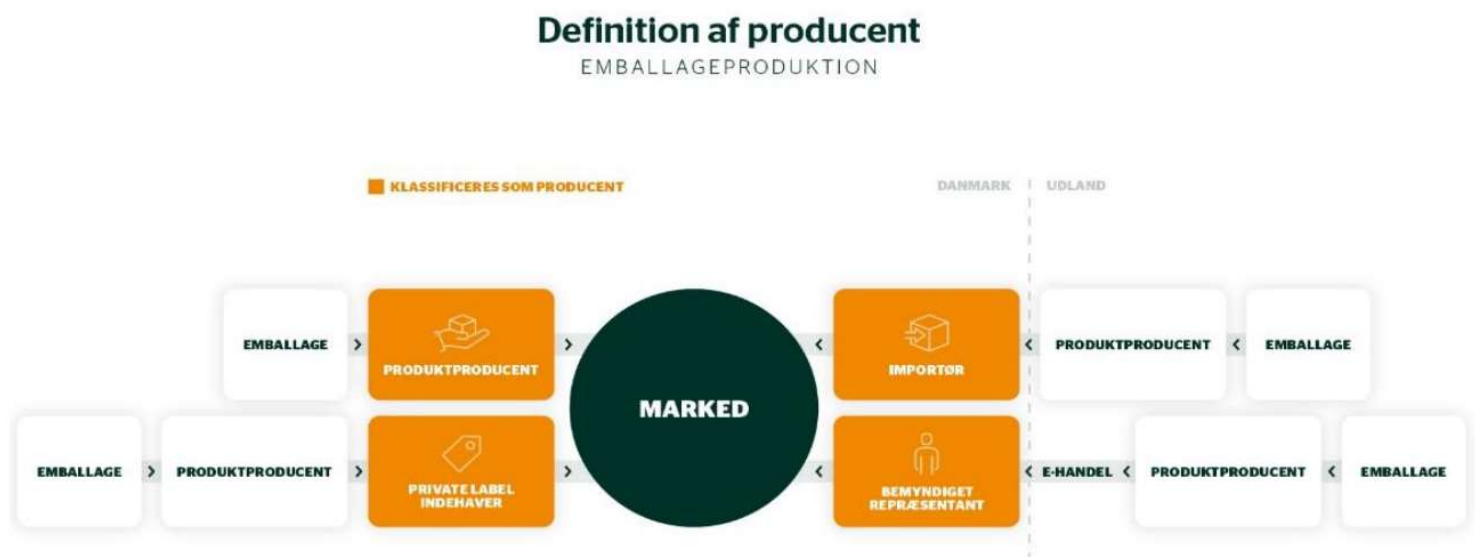 Definition af producent
EMBALLAGEPRODUKTION
KLASSIFICERES SOM PRODUCENT
DANMARK
UDLAND
EMBALLAGE
PRODUKTPRODUCENT
MARKED
IMPORTØR
PRODUKTPRODUCENT
EMBALLAGE
EMBALLAGE
PRODUKTPRODUCENT
PRIVATE LABEL
INDEHAVER
BEMYNDIGET
REPRÆSENTANT
E-HANDEL
PRODUKTPRODUCENT
EMBALLAGE